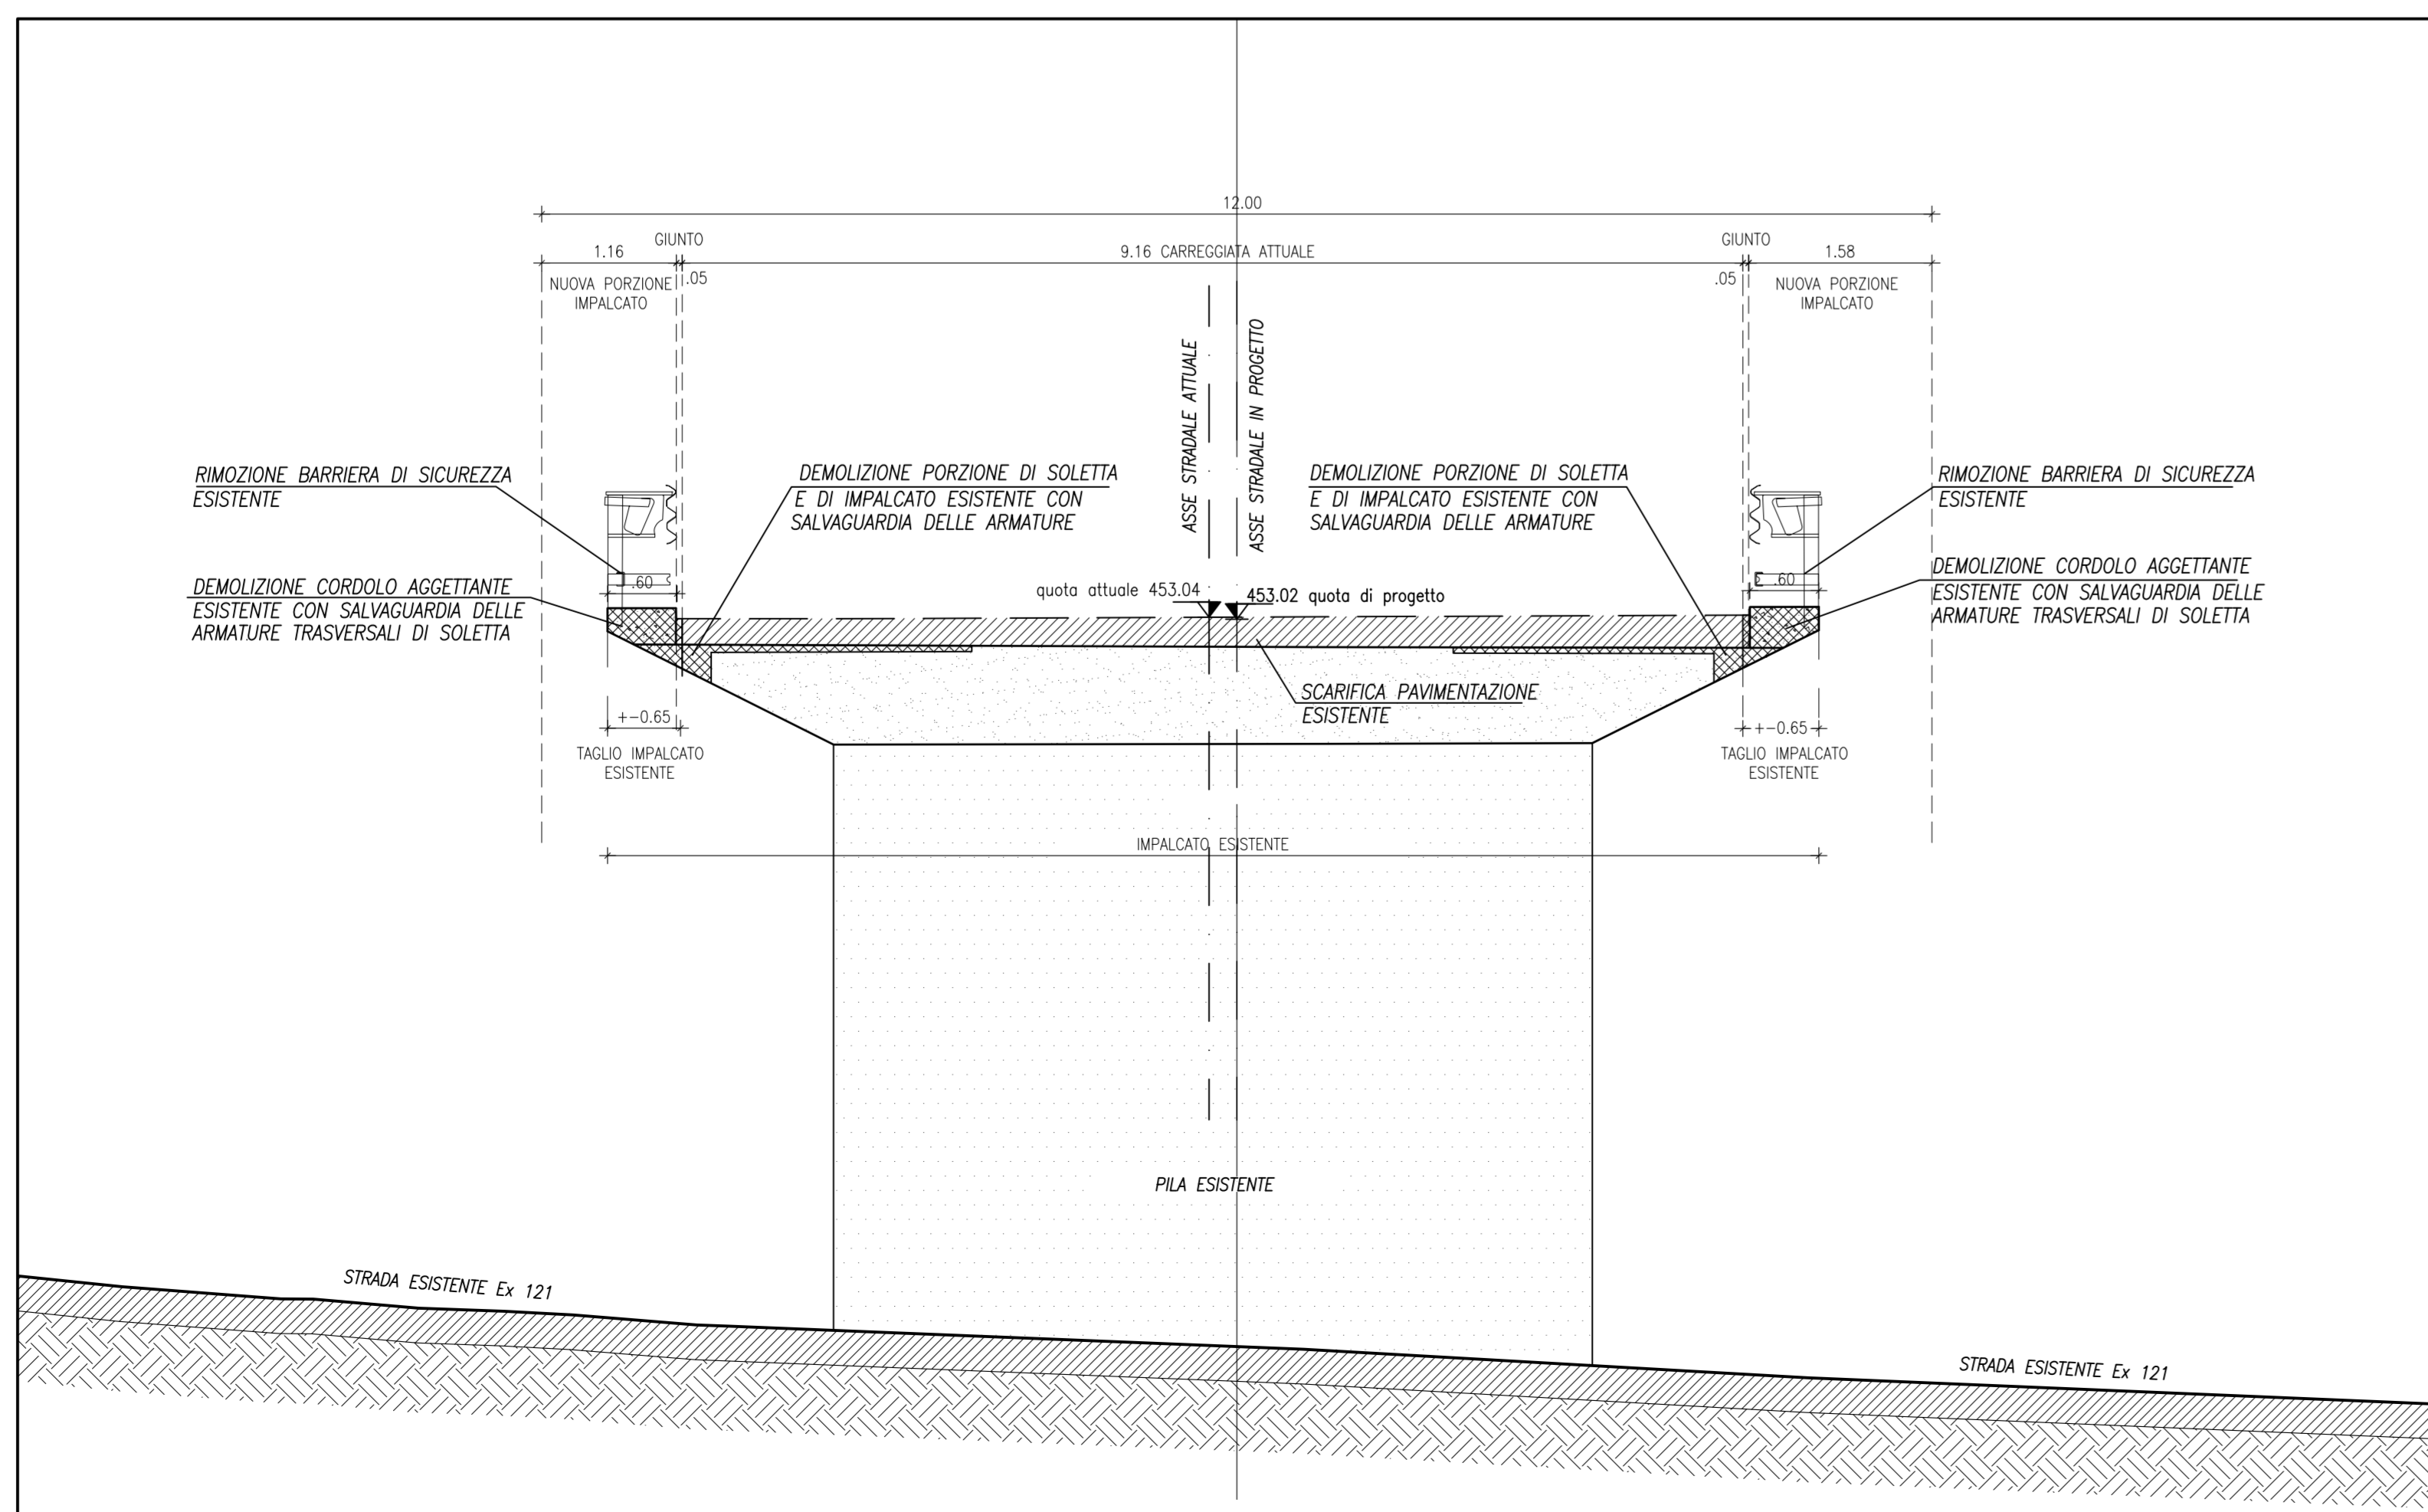 12.00
GIUNTO
GIUNTO
1.16
9.16 CARREGGIATA ATTUALE
1.58
.05
.05
NUOVA PORZIONE
IMPALCATO
NUOVA PORZIONE
IMPALCATO
ASSE STRADALE ATTUALE
ASSE STRADALE IN PROGETTO
RIMOZIONE BARRIERA DI SICUREZZA
ESISTENTE
DEMOLIZIONE PORZIONE DI SOLETTA
E DI IMPALCATO ESISTENTE CON
SALVAGUARDIA DELLE ARMATURE
DEMOLIZIONE PORZIONE DI SOLETTA
E DI IMPALCATO ESISTENTE CON
SALVAGUARDIA DELLE ARMATURE
RIMOZIONE BARRIERA DI SICUREZZA
ESISTENTE
DEMOLIZIONE CORDOLO AGGETTANTE
ESISTENTE CON SALVAGUARDIA DELLE
ARMATURE TRASVERSALI DI SOLETTA
.60
quota attuale 453.04
453.02 quota di progetto
.60
DEMOLIZIONE CORDOLO AGGETTANTE
ESISTENTE CON SALVAGUARDIA DELLE
ARMATURE TRASVERSALI DI SOLETTA
SCARIFICA PAVIMENTAZIONE
ESISTENTE
+-0.65
TAGLIO IMPALCATO
ESISTENTE
+-0.65
TAGLIO IMPALCATO
ESISTENTE
IMPALCATO ESISTENTE
PILA ESISTENTE
STRADA ESISTENTE Ex 121
STRADA ESISTENTE Ex 121